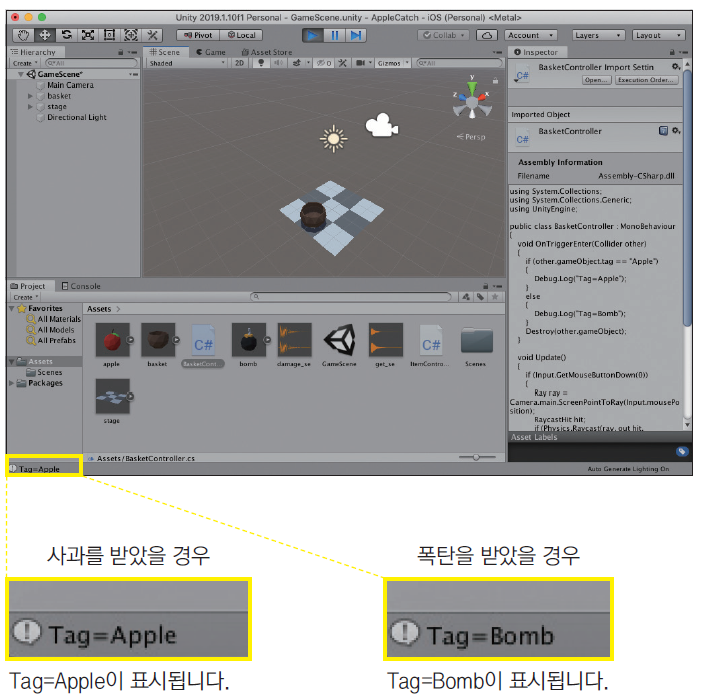 Unity 2019.1.10f1 Personal - GameScene.unity - AppleCatch - iOS (Personal) <Metal>
Pivot Local Collab Account Layers Layout
Hierarchy
Create All
GameScene*
Main Camera
basket
stage
Directional Light
Scene Game Asset Store
Shaded 2D 0 Gizmos All
y
x
z
Persp
Inspector
BasketController Import Settin
Open... Execution Order...
Imported Object
BasketController
Assembly Information
Filename Assembly-CSharp.dll
using System.Collections;
using System.Collections.Generic;
using UnityEngine;
public class BasketController : MonoBehaviour
{
void OnTriggerEnter(Collider other)
{
if (other.gameObject.tag == "Apple")
{
Debug.Log("Tag=Apple");
}
else
{
Debug.Log("Tag=Bomb");
}
Destroy(other.gameObject);
}
void Update()
{
if (Input.GetMouseButtonDown(0))
{
Ray ray =
Camera.main.ScreenPointToRay(Input.mousePo
sition);
RaycastHit hit;
if (Physics.Raycast(ray, out hit,
Asset Labels
Project Console
Create
Favorites
All Materials
All Models
All Prefabs
Assets
Scenes
Packages
Assets
apple basket BasketCont... bomb damage_se GameScene get_se ItemContro... Scenes
stage
Assets/BasketController.cs
Tag=Apple
Auto Generate Lighting On
사과를 받았을 경우
폭탄을 받았을 경우
Tag=Apple
Tag=Bomb
Tag=Apple이 표시됩니다.
Tag=Bomb이 표시됩니다.